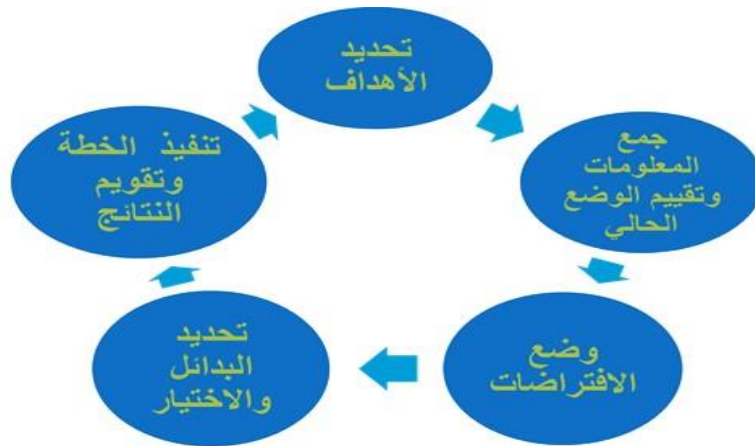 تحديد
الأهداف
جمع
المعلومات
وتقييم الوضع
الحالي
وضع
الافتراضات
تحديد
البدائل
والاختيار
تنفيذ الخطة
وتقويم
النتائج